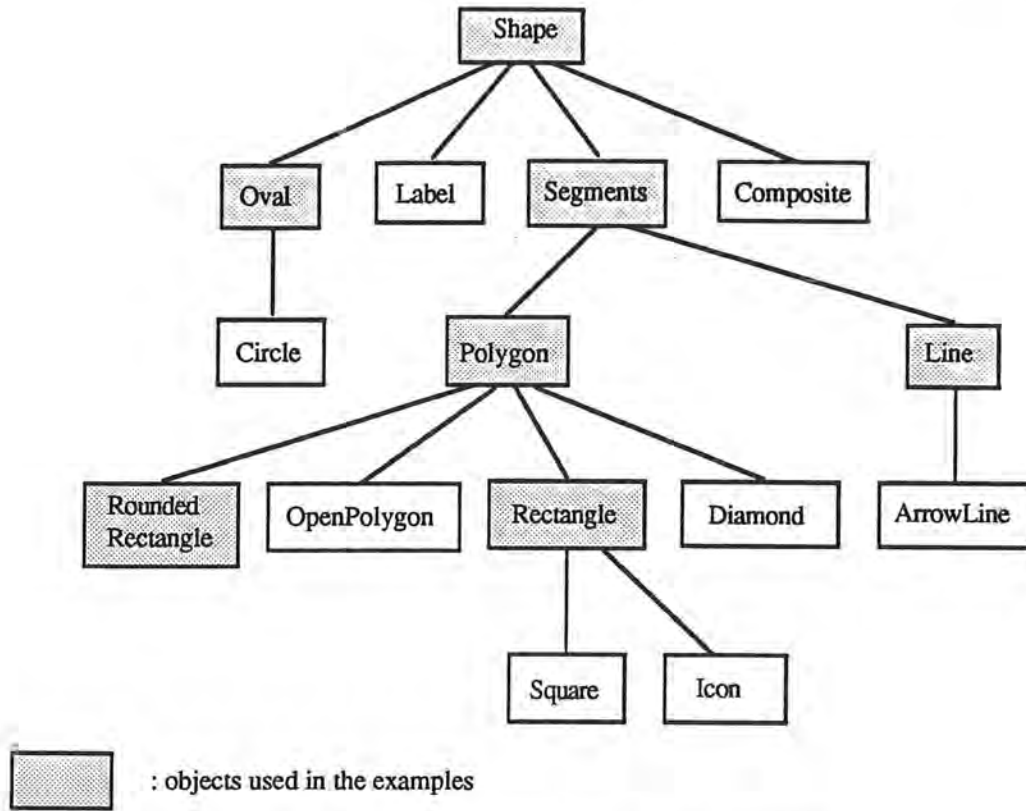 Shape
Oval
Label
Segments
Composite
Circle
Polygon
Line
Rounded
Rectangle
OpenPolygon
Rectangle
Diamond
ArrowLine
Square
Icon
: objects used in the examples